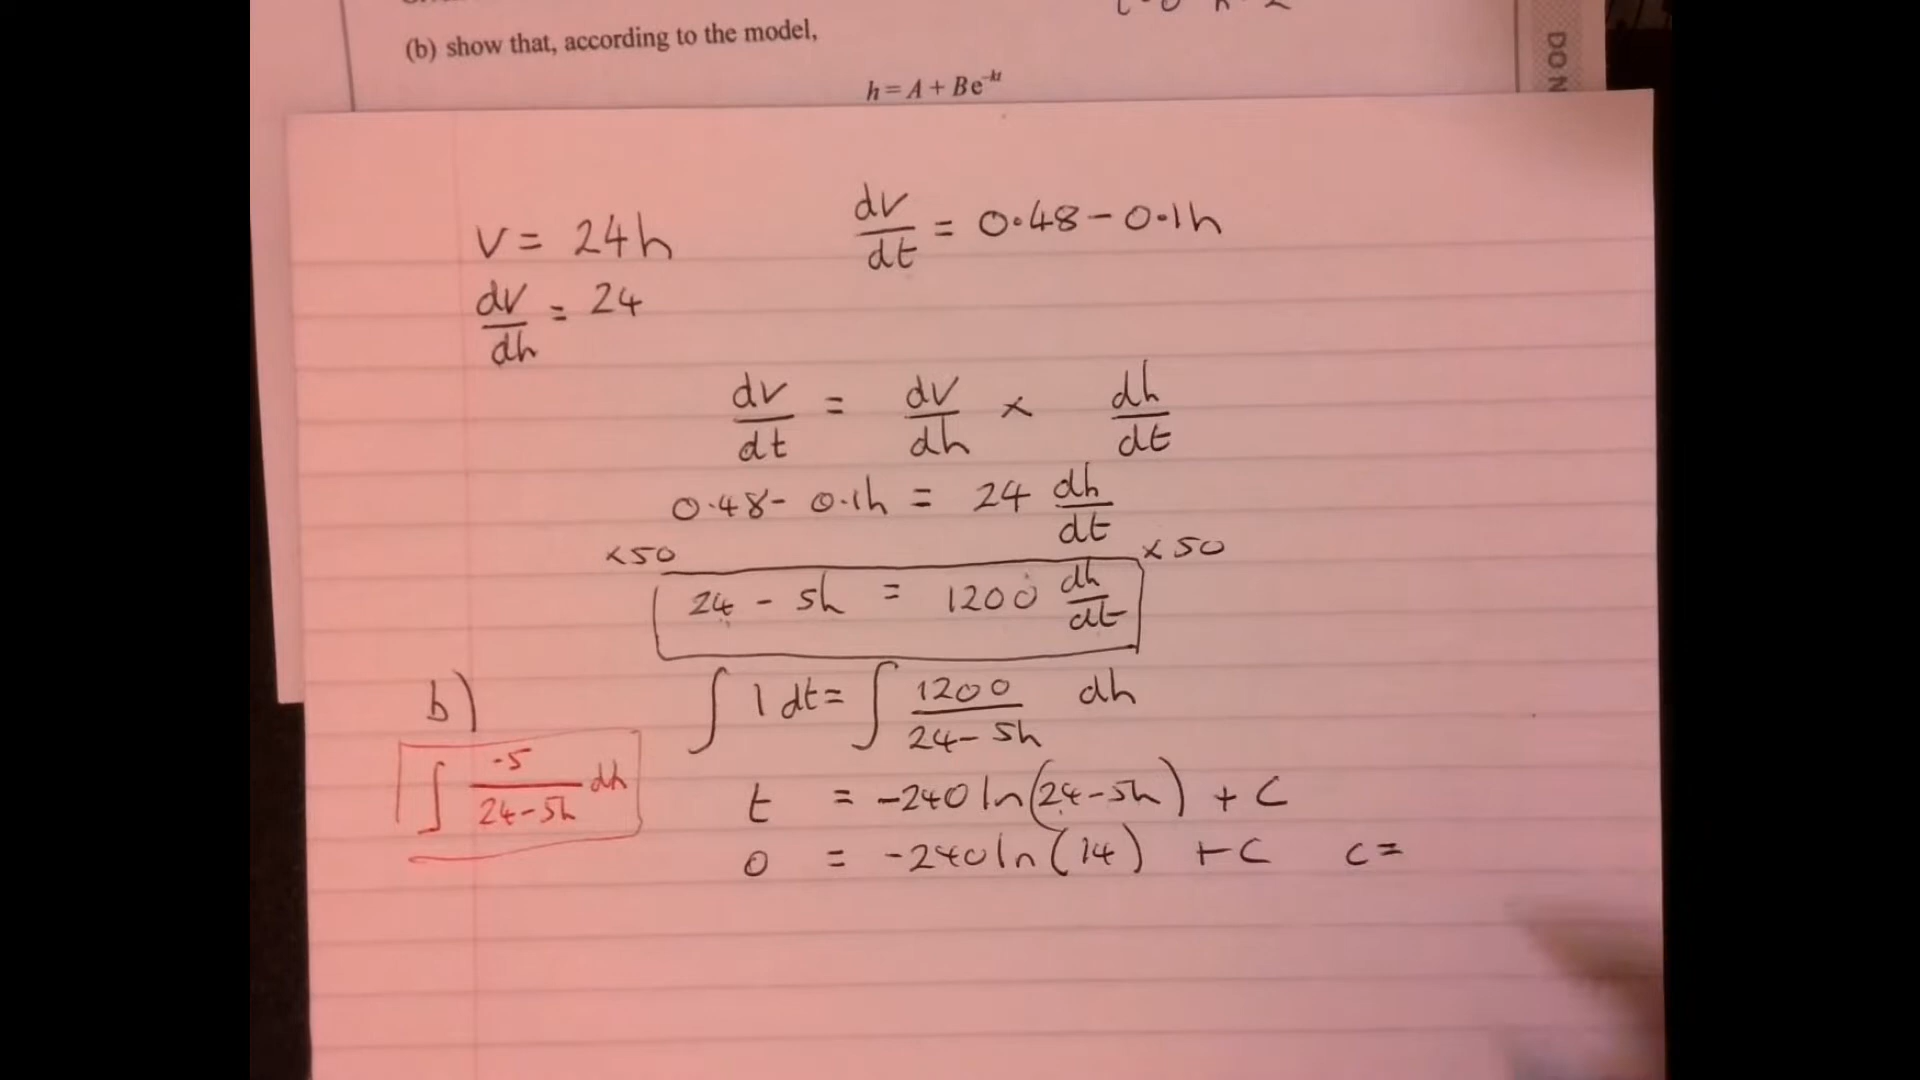 (b) show that, according to the model,
h = A + Be^-kt
DO N
v = 24h
dv/dt = 0.48 - 0.1h
dv/dh = 24
dv/dt = dv/dh × dh/dt
0.48 - 0.1h = 24 dh/dt
×50 ×50
24 - 5h = 1200 dh/dt
b) ∫ 1 dt = ∫ 1200/24-5h dh
∫ -5/24-5h dh
t = -240 ln(24-5h) + C
0 = -240 ln(14) + C c =